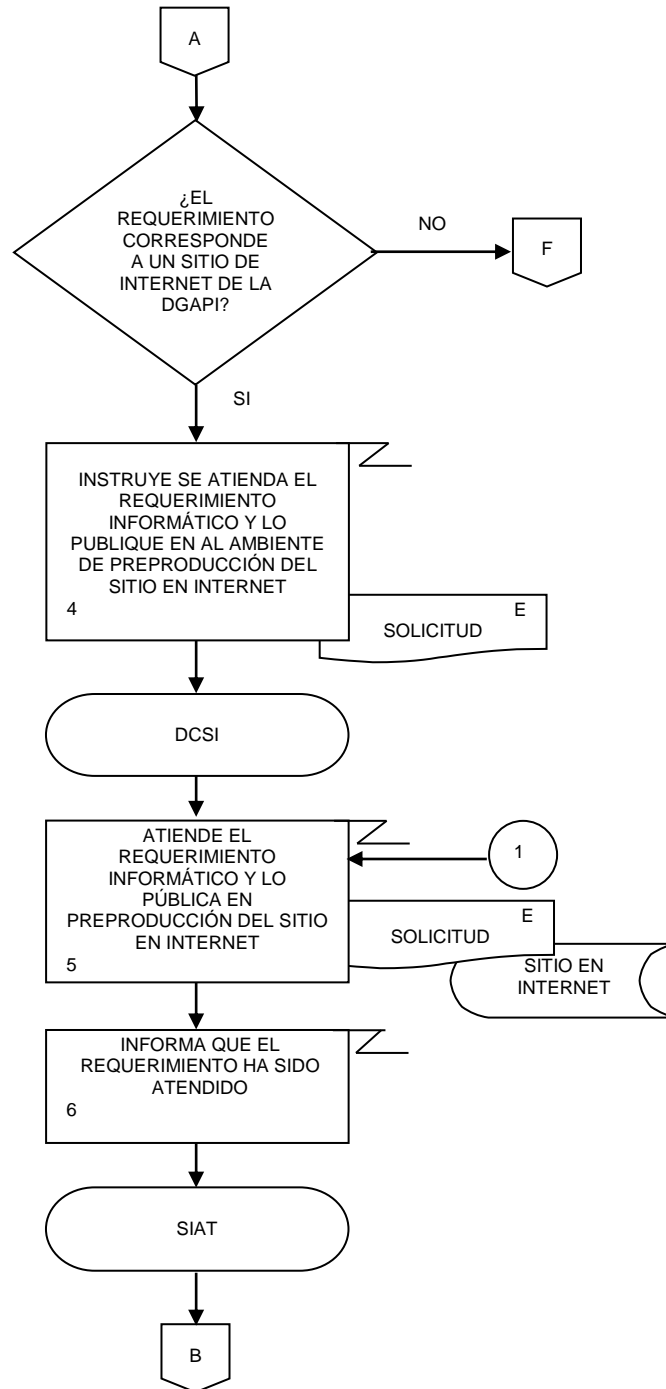 A
¿EL
REQUERIMIENTO
CORRESPONDE
A UN SITIO DE
INTERNET DE LA
DGAPI?
NO
F
SI
INSTRUYE SE ATIENDA EL
REQUERIMIENTO
INFORMÁTICO Y LO
PUBLIQUE EN AL AMBIENTE
DE PREPRODUCCIÓN DEL
SITIO EN INTERNET
4
E
SOLICITUD
DCSI
ATIENDE EL
REQUERIMIENTO
INFORMÁTICO Y LO
PÚBLICA EN
PREPRODUCCIÓN DEL SITIO
EN INTERNET
5
1
E
SOLICITUD
SITIO EN
INTERNET
INFORMA QUE EL
REQUERIMIENTO HA SIDO
ATENDIDO
6
SIAT
B